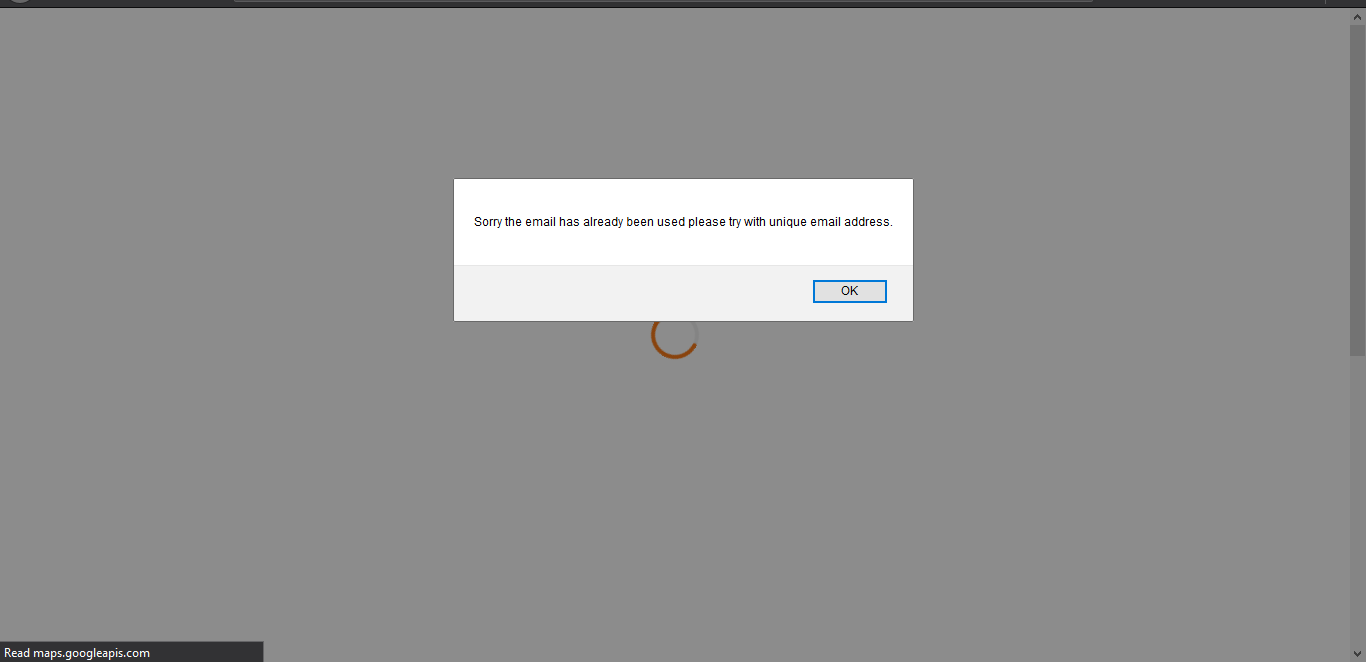 Sorry the email has already been used please try with unique email address.
OK
Read maps.googleapis.com